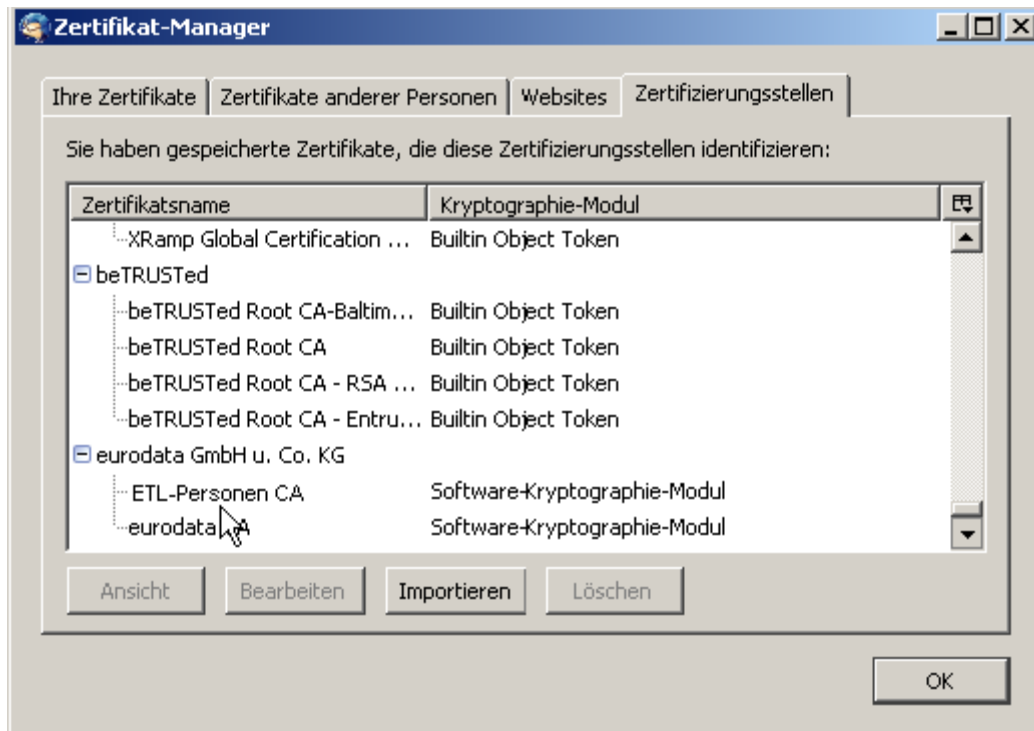 Zertifikat-Manager
Ihre Zertifikate Zertifikate anderer Personen Websites Zertifizierungsstellen
Sie haben gespeicherte Zertifikate, die diese Zertifizierungsstellen identifizieren:
Zertifikatsname Kryptographie-Modul
XRamp Global Certification ... Builtin Object Token
beTRUSTed
beTRUSTed Root CA-Baltim... Builtin Object Token
beTRUSTed Root CA Builtin Object Token
beTRUSTed Root CA - RSA ... Builtin Object Token
beTRUSTed Root CA - Entru... Builtin Object Token
eurodata GmbH u. Co. KG
ETL-Personen CA Software-Kryptographie-Modul
eurodata Software-Kryptographie-Modul
Ansicht Bearbeiten Importieren Löschen
OK